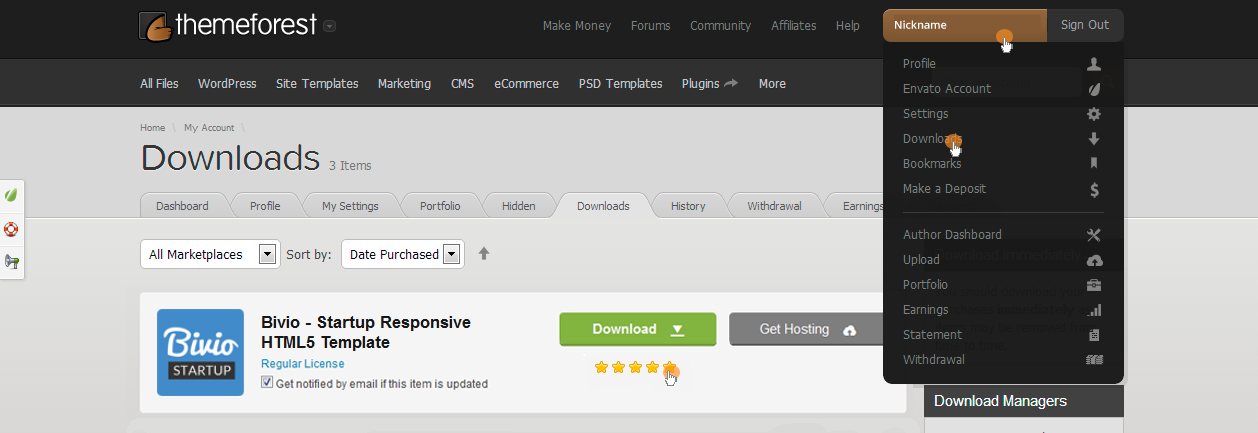 themeforest
Make Money Forums Community Affiliates Help
Nickname Sign Out
All Files WordPress Site Templates Marketing CMS eCommerce PSD Templates Plugins More
Profile
Envato Account
Settings
Downloads
Bookmarks
Make a Deposit
Author Dashboard
Upload
Portfolio
Earnings
Statement
Withdrawal
Home \ My Account \
Downloads 3 Items
Dashboard Profile My Settings Portfolio Hidden Downloads History Withdrawal Earnings
All Marketplaces Sort by: Date Purchased
Bivio
STARTUP
Bivio - Startup Responsive
HTML5 Template
Regular License
Get notified by email if this item is updated
Download Get Hosting
Download Managers